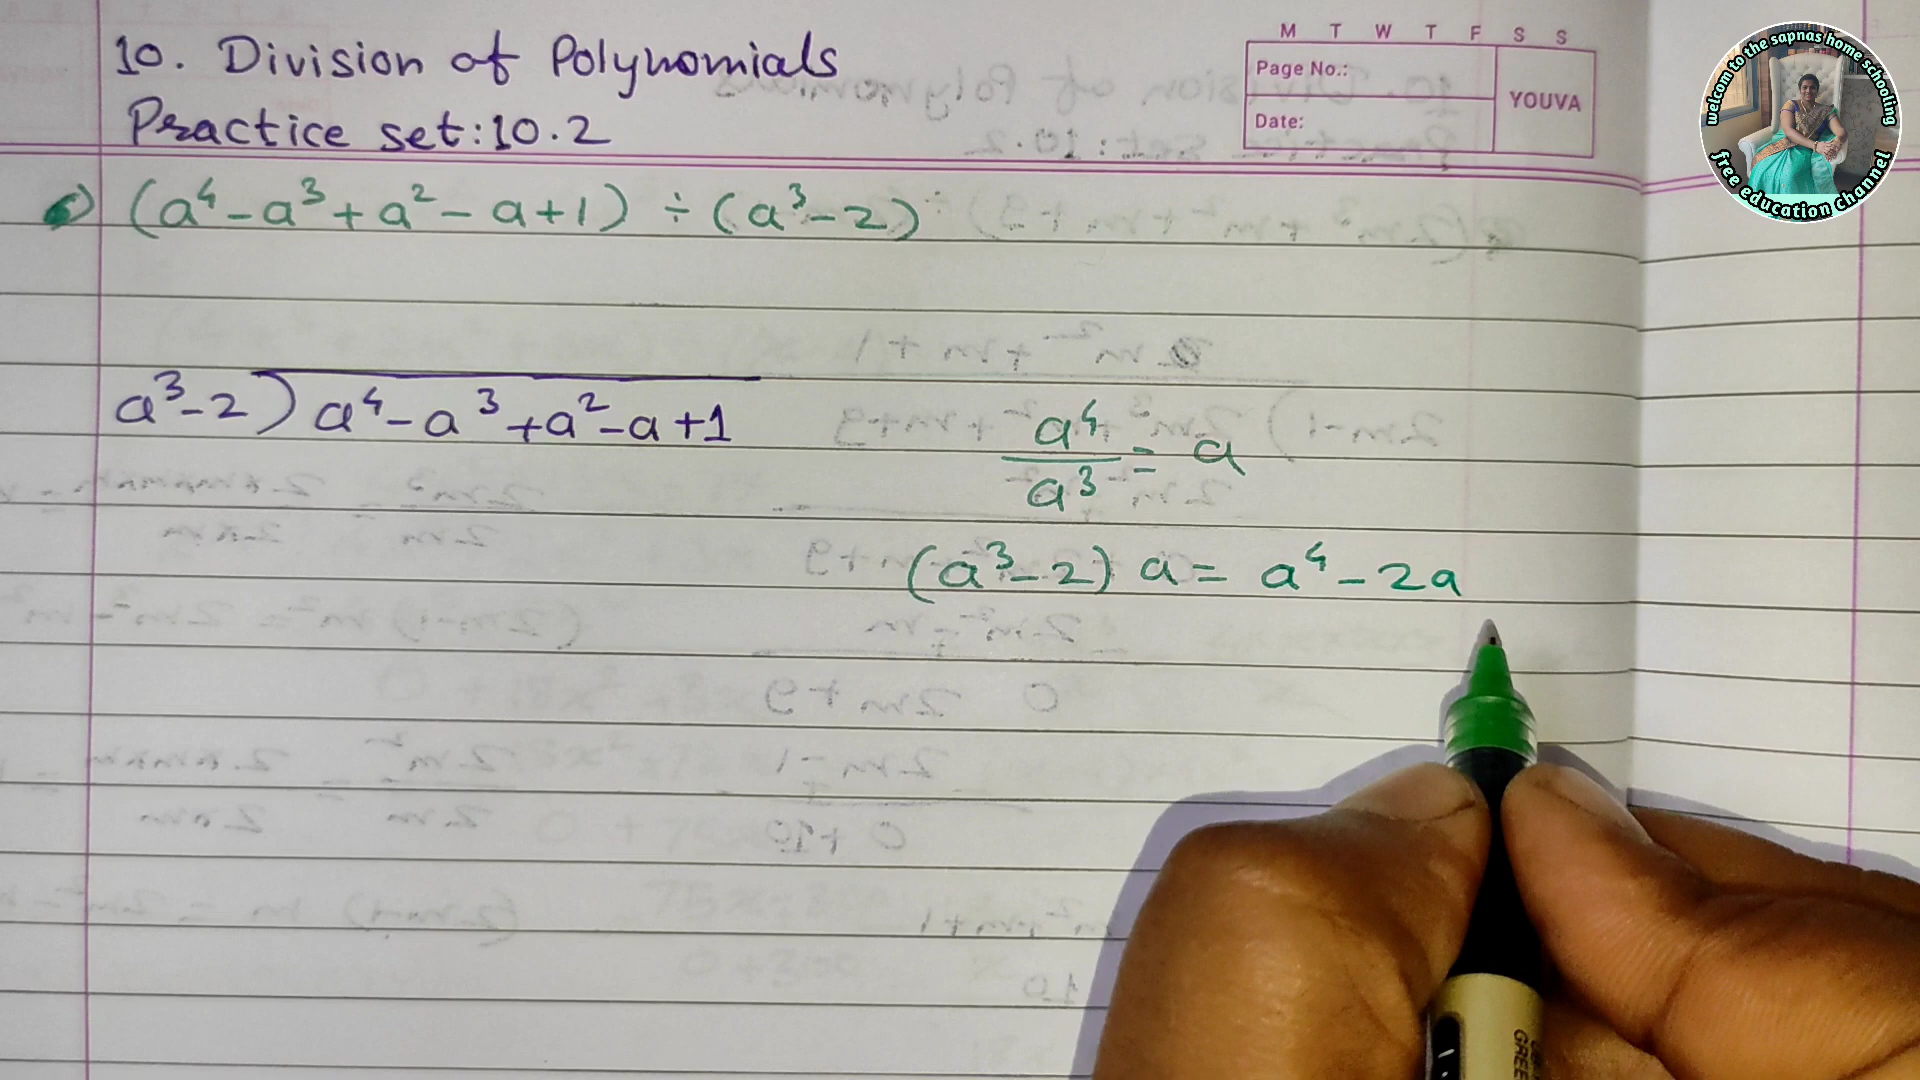 10. Division of Polynomials
Practice set:10.2
M T W T F S S
Page No.:
Date:
YOUVA
welcom to the sapnas home schooling
free education channel
(a⁴-a³+a²-a+1) ÷ (a³-2)
a³-2) a⁴-a³+a²-a+1
a⁴/a³ = a
(a³-2) a = a⁴-2a